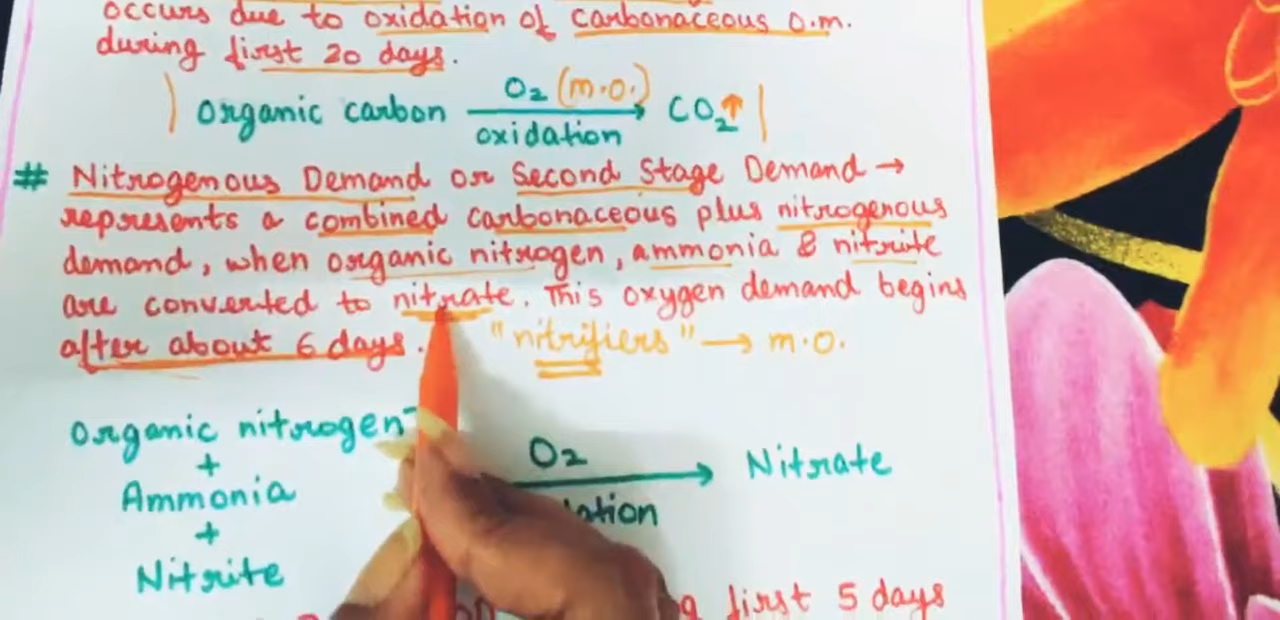 occurs due to oxidation of carbonaceous o.m.
during first 20 days.
Organic carbon O2 (m.o.) oxidation CO2↑
# Nitrogenous Demand or Second Stage Demand →
represents a combined carbonaceous plus nitrogenous
demand, when organic nitrogen, ammonia & nitrite
are converted to nitrate. This oxygen demand begins
after about 6 days. "nitrifiers" → m.o.
Organic nitrogen
+
Ammonia
+
Nitrite
O2
Nitrate
first 5 days